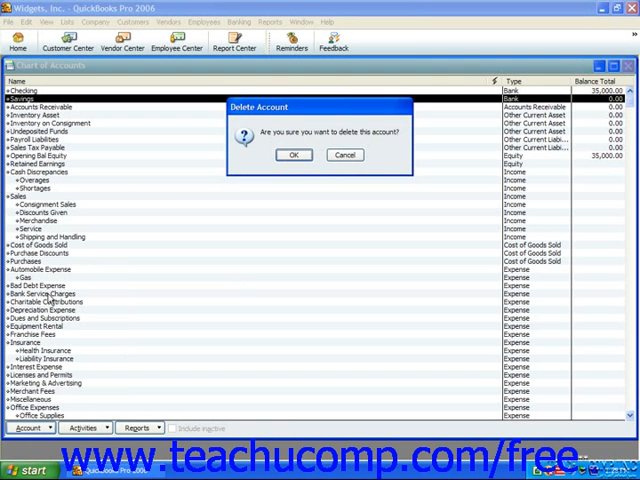 Widgets, Inc. - QuickBooks Pro 2006
File Edit View Lists Company Customers Vendors Employees Banking Reports Window Help
Home Customer Center Vendor Center Employee Center Report Center Reminders Feedback
Chart of Accounts
Name Type Balance Total
Checking Bank 35,000.00
Savings Bank 0.00
Accounts Receivable Accounts Receivable 0.00
Inventory Asset Other Current Asset 0.00
Inventory on Consignment Other Current Asset 0.00
Undeposited Funds Other Current Asset 0.00
Payroll Liabilities Other Current Liabi... 0.00
Sales Tax Payable Other Current Liabi... 0.00
Opening Bal Equity Equity 35,000.00
Retained Earnings Equity
Cash Discrepancies Income
Overages Income
Shortages Income
Sales Income
Consignment Sales Income
Discounts Given Income
Merchandise Income
Service Income
Shipping and Handling Income
Cost of Goods Sold Cost of Goods Sold
Purchase Discounts Cost of Goods Sold
Purchases Cost of Goods Sold
Automobile Expense Expense
Gas Expense
Bad Debt Expense Expense
Bank Service Charges Expense
Charitable Contributions Expense
Depreciation Expense Expense
Dues and Subscriptions Expense
Equipment Rental Expense
Franchise Fees Expense
Insurance Expense
Health Insurance Expense
Liability Insurance Expense
Interest Expense Expense
Licenses and Permits Expense
Marketing & Advertising Expense
Merchant Fees Expense
Miscellaneous Expense
Office Expenses Expense
Office Supplies Expense
Delete Account
Are you sure you want to delete this account?
OK Cancel
Account Activities Reports Include inactive
www.teachucomp.com/free
start QuickBooks Pro 2006